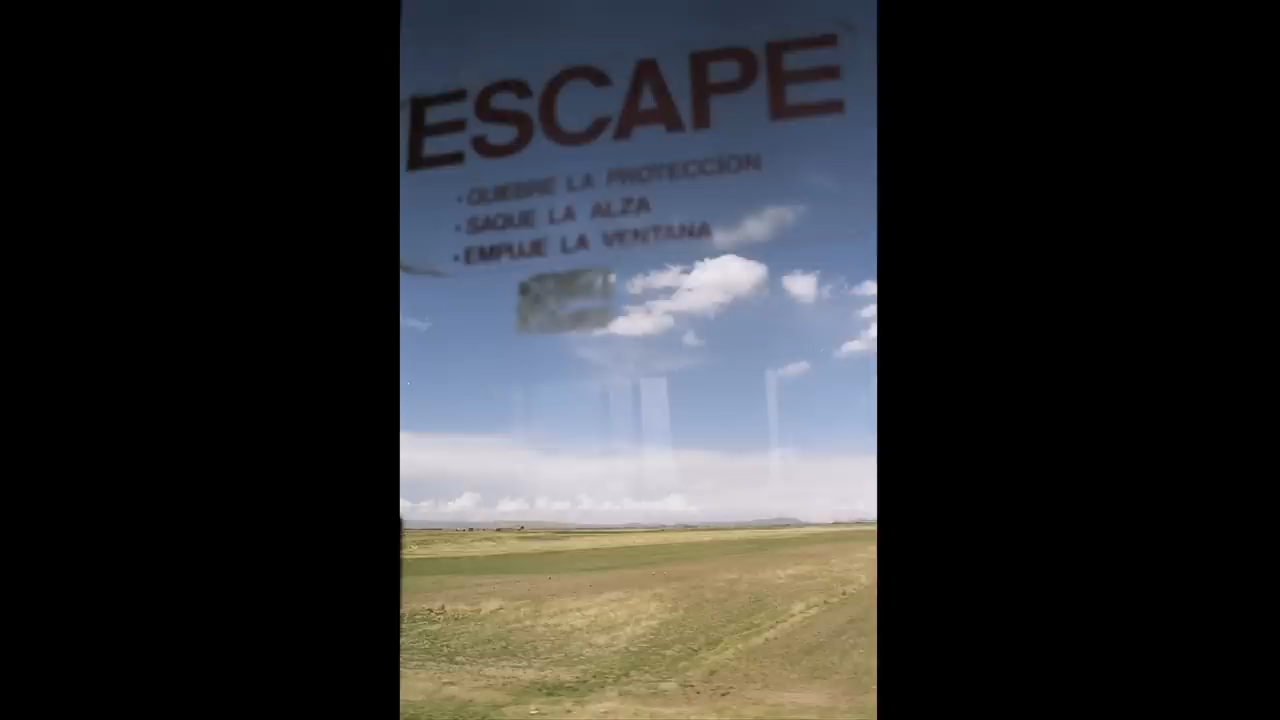 ESCAPE
·QUIEBRE LA PROTECCION
·SAQUE LA ALZA
·EMPUJE LA VENTANA